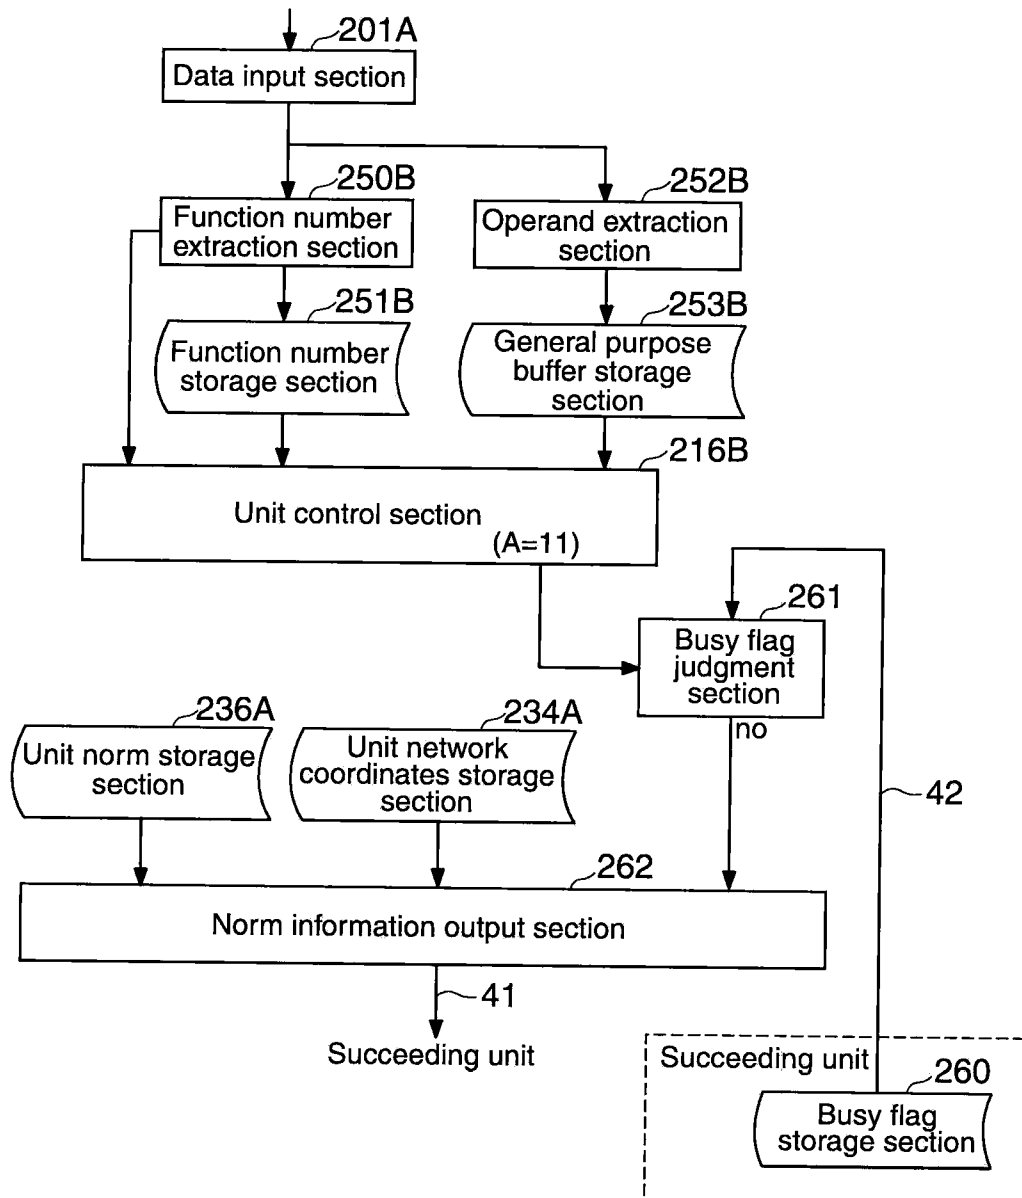 201A
Data input section
250B
252B
Function number
extraction section
Operand extraction
section
251B
253B
Function number
storage section
General purpose
buffer storage
section
216B
Unit control section
(A=11)
261
Busy flag
judgment
section
no
236A
234A
Unit norm storage
section
Unit network
coordinates storage
section
42
262
Norm information output section
41
Succeeding unit
Succeeding unit
260
Busy flag
storage section